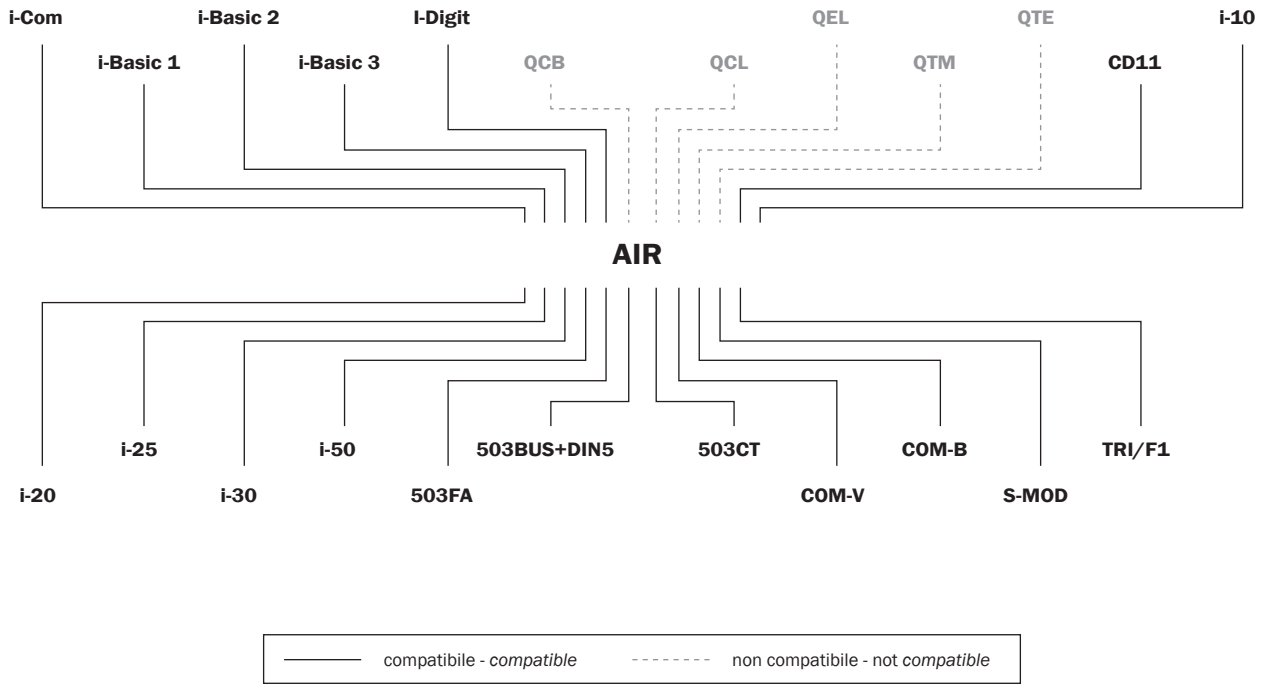 i-Com
i-Basic 2
I-Digit
QEL
QTE
i-10
i-Basic 1
i-Basic 3
QCB
QCL
QTM
CD11
AIR
i-25
i-50
503BUS+DIN5
503CT
COM-B
TRI/F1
i-20
i-30
503FA
COM-V
S-MOD
compatibile - compatible
non compatibile - not compatible